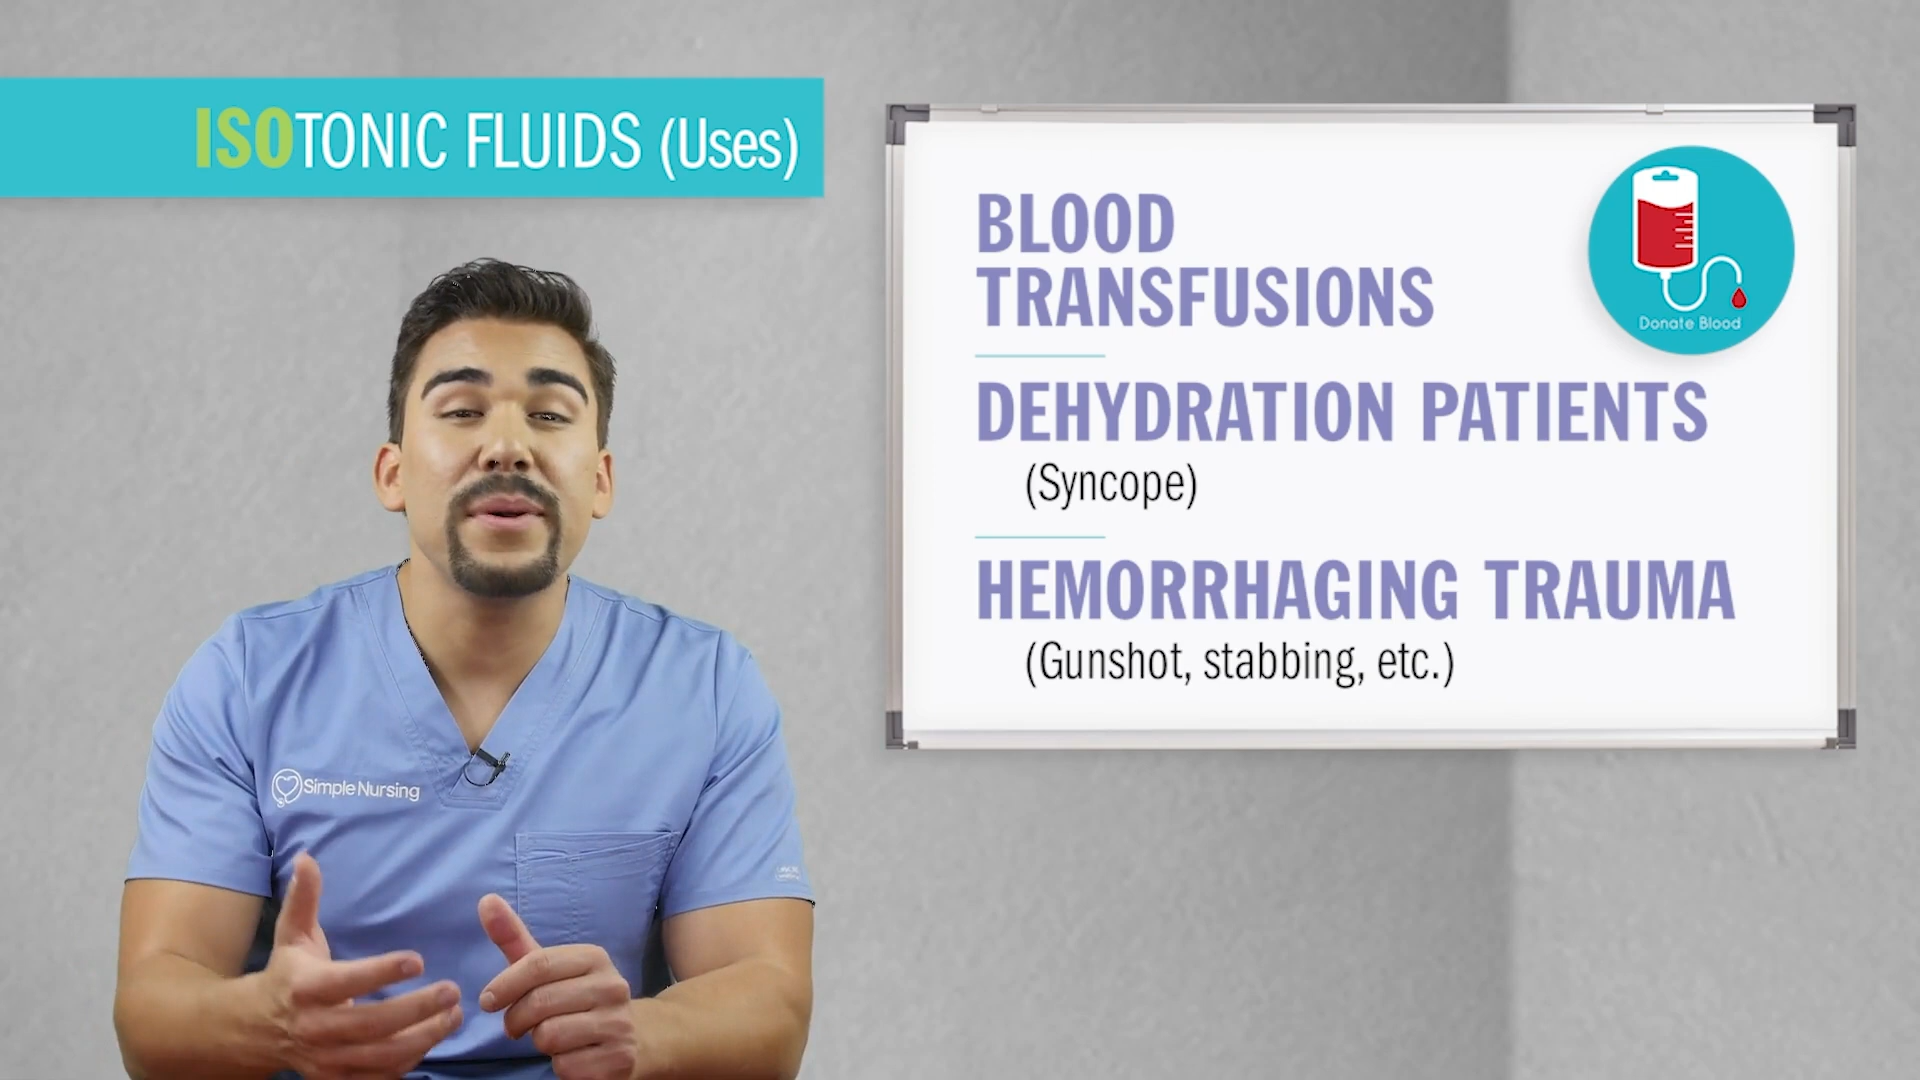 ISOTONIC FLUIDS (Uses)
BLOOD
TRANSFUSIONS
Donate Blood
DEHYDRATION PATIENTS
(Syncope)
HEMORRHAGING TRAUMA
(Gunshot, stabbing, etc.)
Simple Nursing